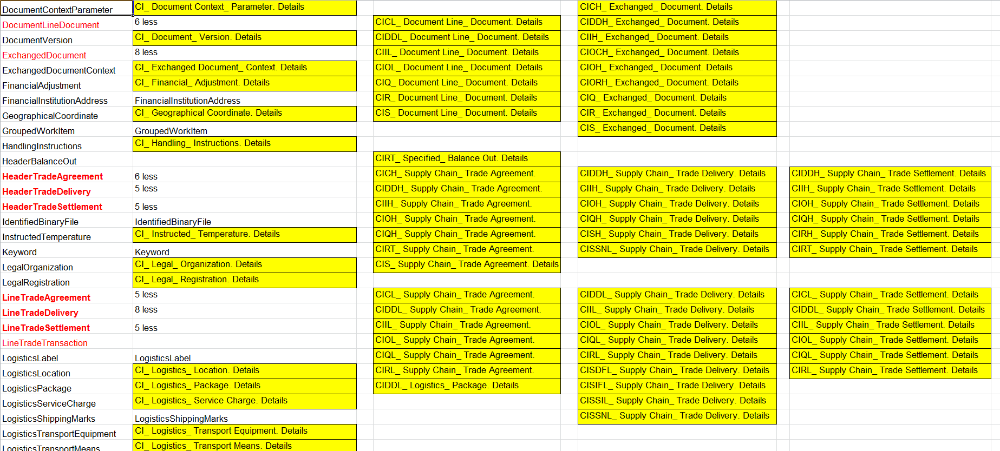 DocumentContextParameter CI_ Document Context_ Parameter. Details CICH_ Exchanged_ Document. Details
DocumentLineDocument 6 less CICL_ Document Line_ Document. Details CIDDH_ Exchanged_ Document. Details
DocumentVersion CI_ Document_ Version. Details CIDDL_ Document Line_ Document. Details CIIH_ Exchanged_ Document. Details
ExchangedDocument 8 less CIIL_ Document Line_ Document. Details CIOCH_ Exchanged_ Document. Details
ExchangedDocumentContext CI_ Exchanged Document_ Context. Details CIOL_ Document Line_ Document. Details CIOH_ Exchanged_ Document. Details
FinancialAdjustment CI_ Financial_ Adjustment. Details CIQ_ Document Line_ Document. Details CIORH_ Exchanged_ Document. Details
FinancialInstitutionAddress FinancialInstitutionAddress CIR_ Document Line_ Document. Details CIQ_ Exchanged_ Document. Details
GeographicalCoordinate CI_ Geographical Coordinate. Details CIS_ Document Line_ Document. Details CIR_ Exchanged_ Document. Details
GroupedWorkItem GroupedWorkItem CIS_ Exchanged_ Document. Details
HandlingInstructions CI_ Handling_ Instructions. Details
HeaderBalanceOut CIRT_ Specified_ Balance Out. Details
HeaderTradeAgreement 6 less CICH_ Supply Chain_ Trade Agreement. CIDDH_ Supply Chain_ Trade Delivery. Details CIDDH_ Supply Chain_ Trade Settlement. Details
HeaderTradeDelivery 5 less CIDDH_ Supply Chain_ Trade Agreement. CIIH_ Supply Chain_ Trade Delivery. Details CIIH_ Supply Chain_ Trade Settlement. Details
HeaderTradeSettlement 5 less CIIH_ Supply Chain_ Trade Agreement. CIOH_ Supply Chain_ Trade Delivery. Details CIOH_ Supply Chain_ Trade Settlement. Details
IdentifiedBinaryFile IdentifiedBinaryFile CIOH_ Supply Chain_ Trade Agreement. CIQH_ Supply Chain_ Trade Delivery. Details CIQH_ Supply Chain_ Trade Settlement. Details
InstructedTemperature CI_ Instructed_ Temperature. Details CIQH_ Supply Chain_ Trade Agreement. CISH_ Supply Chain_ Trade Delivery. Details CIRH_ Supply Chain_ Trade Settlement. Details
Keyword Keyword CIRT_ Supply Chain_ Trade Agreement. CISSNL_ Supply Chain_ Trade Delivery. Details CIRT_ Supply Chain_ Trade Settlement. Details
LegalOrganization CI_ Legal_ Organization. Details CIS_ Supply Chain_ Trade Agreement. Details
LegalRegistration CI_ Legal_ Registration. Details
LineTradeAgreement 5 less CICL_ Supply Chain_ Trade Agreement. CIDDL_ Supply Chain_ Trade Delivery. Details CICL_ Supply Chain_ Trade Settlement. Details
LineTradeDelivery 8 less CIDDL_ Supply Chain_ Trade Agreement. CIIL_ Supply Chain_ Trade Delivery. Details CIDDL_ Supply Chain_ Trade Settlement. Details
LineTradeSettlement 5 less CIIL_ Supply Chain_ Trade Agreement. CIOL_ Supply Chain_ Trade Delivery. Details CIIL_ Supply Chain_ Trade Settlement. Details
LineTradeTransaction CIOL_ Supply Chain_ Trade Agreement. CIQL_ Supply Chain_ Trade Delivery. Details CIOL_ Supply Chain_ Trade Settlement. Details
LogisticsLabel LogisticsLabel CIQL_ Supply Chain_ Trade Agreement. CIRL_ Supply Chain_ Trade Delivery. Details CIQL_ Supply Chain_ Trade Settlement. Details
LogisticsLocation CI_ Logistics_ Location. Details CIRL_ Supply Chain_ Trade Agreement. CISDFL_ Supply Chain_ Trade Delivery. Details CIRL_ Supply Chain_ Trade Settlement. Details
LogisticsPackage CI_ Logistics_ Package. Details CIDDL_ Logistics_ Package. Details CISIFL_ Supply Chain_ Trade Delivery. Details
LogisticsServiceCharge CI_ Logistics_ Service Charge. Details CISSIL_ Supply Chain_ Trade Delivery. Details
LogisticsShippingMarks LogisticsShippingMarks CISSNL_ Supply Chain_ Trade Delivery. Details
LogisticsTransportEquipment CI_ Logistics_ Transport Equipment. Details
LogisticsTransportMeans CI_ Logistics_ Transport Means. Details